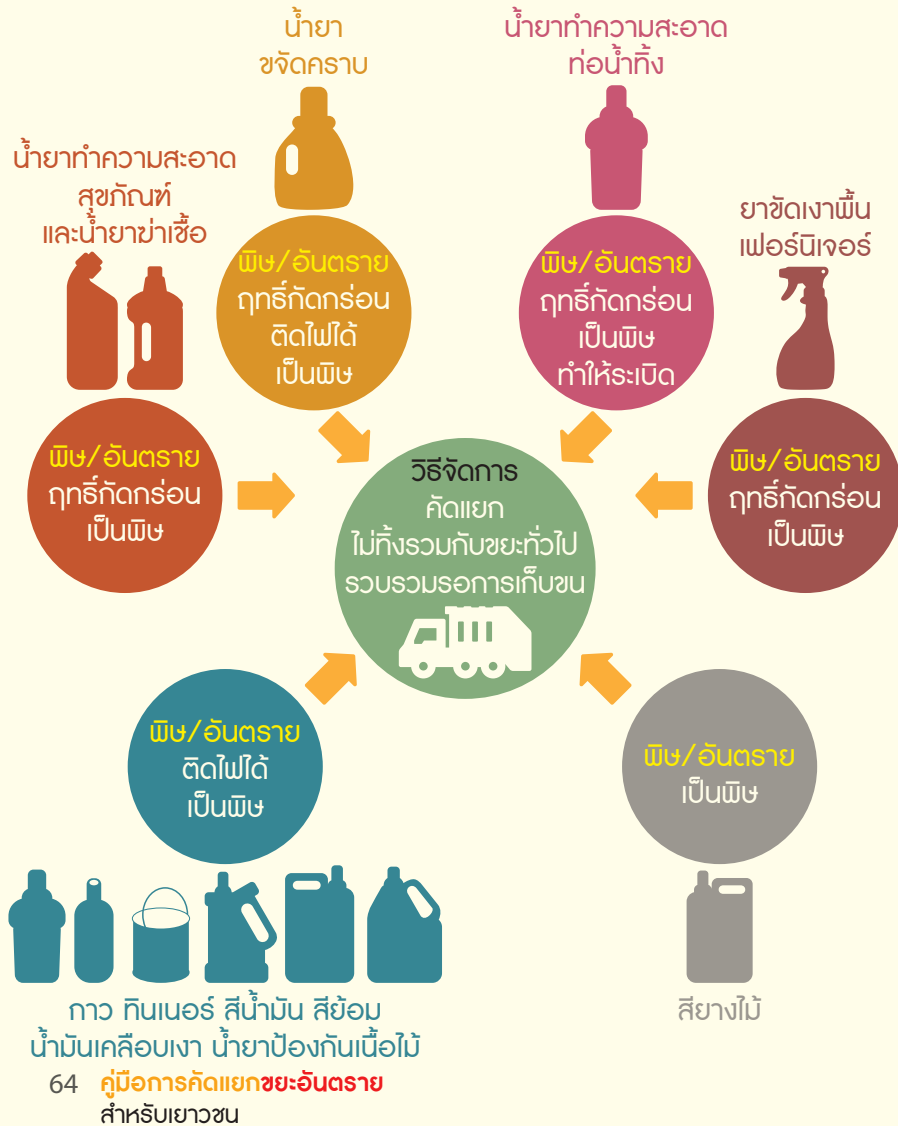 น้ำยา
ขจัดคราบ
น้ำยาทำความสะอาด
ท่อน้ำทิ้ง
น้ำยาทำความสะอาด
สุขภัณฑ์
และน้ำยาฆ่าเชื้อ
ยาขัดเงาพื้น
เฟอร์นิเจอร์
พิษ/อันตราย
ฤทธิ์กัดกร่อน
ติดไฟได้
เป็นพิษ
พิษ/อันตราย
ฤทธิ์กัดกร่อน
เป็นพิษ
ทำให้ระเบิด
พิษ/อันตราย
ฤทธิ์กัดกร่อน
เป็นพิษ
วิธีจัดการ
คัดแยก
ไม่ทิ้งรวมกับขยะทั่วไป
รวบรวมรอการเก็บขน
พิษ/อันตราย
ฤทธิ์กัดกร่อน
เป็นพิษ
พิษ/อันตราย
ติดไฟได้
เป็นพิษ
พิษ/อันตราย
เป็นพิษ
กาว ทินเนอร์ สีน้ำมัน สีย้อม
น้ำมันเคลือบเงา น้ำยาป้องกันเนื้อไม้
สียางไม้
64 คู่มือการคัดแยกขยะอันตราย
สำหรับเยาวชน